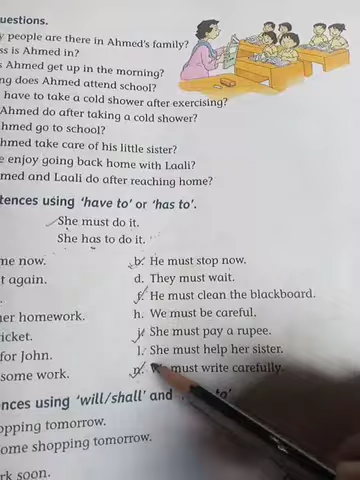 uestions.
y people are there in Ahmed's family?
ss is Ahmed in?
s Ahmed get up in the morning?
ng does Ahmed attend school?
have to take a cold shower after exercising?
Ahmed do after taking a cold shower?
hmed go to school?
hmed take care of his little sister?
e enjoy going back home with Laali?
med and Laali do after reaching home?
tences using 'have to' or 'has to'.
She must do it.
She has to do it.
me now. b. He must stop now.
t again. d. They must wait.
f. He must clean the blackboard.
her homework. h. We must be careful.
icket. j. She must pay a rupee.
for John. l. She must help her sister.
some work. n. must write carefully.
nces using 'will/shall' and to'
opping tomorrow.
ome shopping tomorrow.
rk soon.